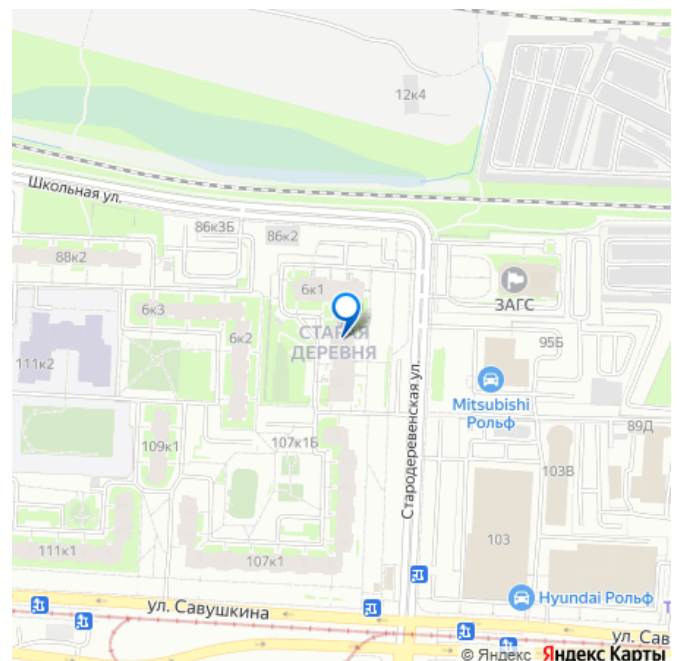 12к4
Школьная ул.
86к3Б
86к2
88к2
6к1
ЗАГС
6к3
СТАРАЯ
ДЕРЕВНЯ
6к2
95Б
111к2
Стародеревенская ул.
Mitsubishi
Рольф
89Д
109к1
107к1Б
103В
103
111к1
107к1
ул. Савушкина
Hyundai Рольф
Т
ул. Сав
© Яндекс Яндекс Карты